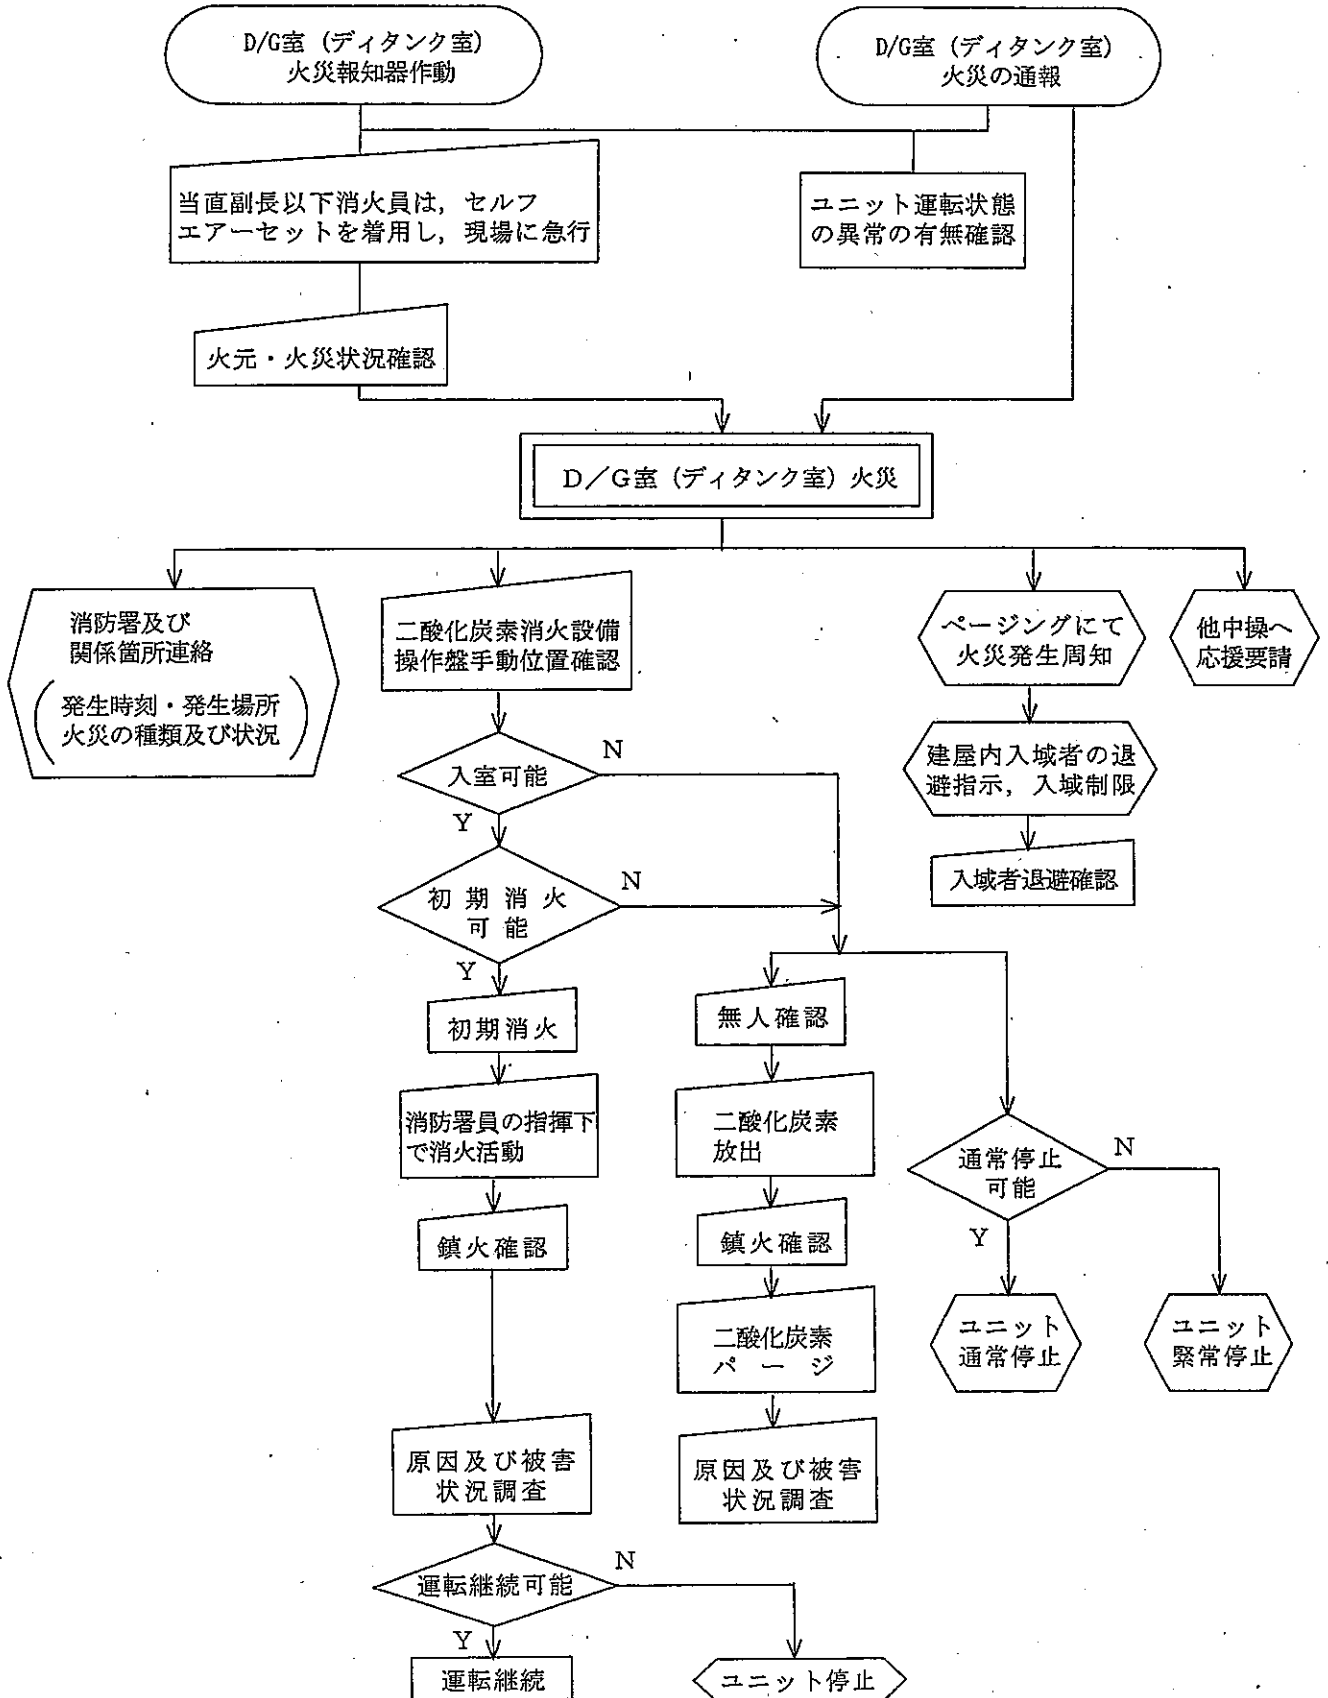 D/G室（ディタンク室）
火災報知器作動
D/G室（ディタンク室）
火災の通報
当直副長以下消火員は，セルフ
エアーセットを着用し，現場に急行
ユニット運転状態
の異常の有無確認
火元・火災状況確認
D／G室（ディタンク室）火災
消防署及び
関係箇所連絡
発生時刻・発生場所
火災の種類及び状況
二酸化炭素消火設備
操作盤手動位置確認
ページングにて
火災発生周知
他中操へ
応援要請
入室可能
N
Y
建屋内入域者の退
避指示，入域制限
入域者退避確認
初期消火
可能
N
Y
初期消火
無人確認
消防署員の指揮下
で消火活動
二酸化炭素
放出
通常停止
可能
N
Y
鎮火確認
鎮火確認
二酸化炭素
パージ
ユニット
通常停止
ユニット
緊常停止
原因及び被害
状況調査
原因及び被害
状況調査
運転継続可能
N
Y
運転継続
ユニット停止